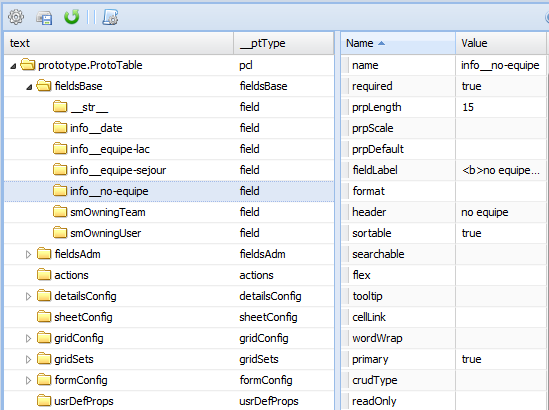 text __ptType Name Value
prototype.ProtoTable pcl name info__no-equipe
fieldsBase fieldsBase required true
__str__ field prpLength 15
info__date field prpScale
info__equipe-lac field prpDefault
info__equipe-sejour field fieldLabel <b>no equipe...
info__no-equipe field format
smOwningTeam field header no equipe
smOwningUser field sortable true
fieldsAdm fieldsAdm searchable
actions actions flex
detailsConfig detailsConfig tooltip
sheetConfig sheetConfig cellLink
gridConfig gridConfig wordWrap
gridSets gridSets primary true
formConfig formConfig crudType
usrDefProps usrDefProps readOnly